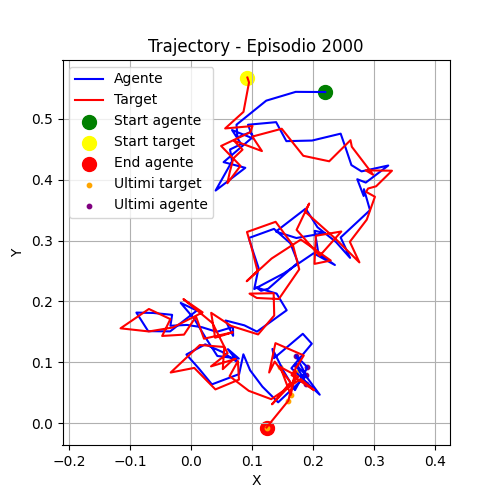 Trajectory - Episodio 2000
Agente
Target
Start agente
Start target
End agente
Ultimi target
Ultimi agente
Y
0.5
0.4
0.3
0.2
0.1
0.0
−0.2 −0.1 0.0 0.1 0.2 0.3 0.4
X